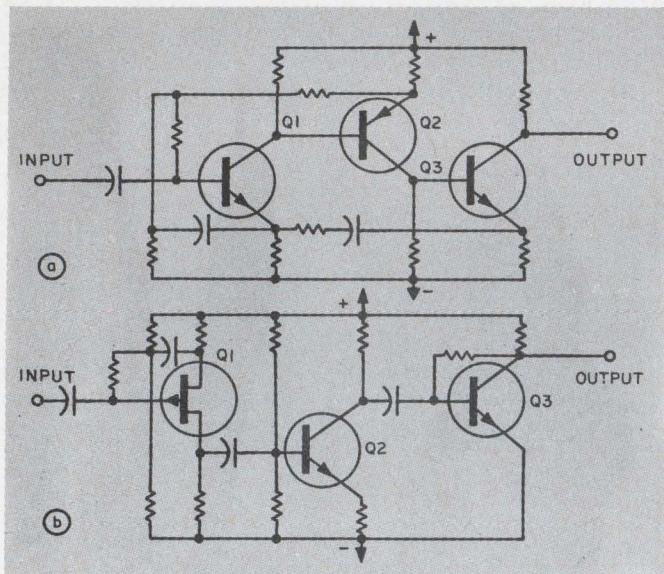 +
Q1
Q2
INPUT
Q3
OUTPUT
a
-
+
Q1
INPUT
OUTPUT
Q3
Q2
b
-